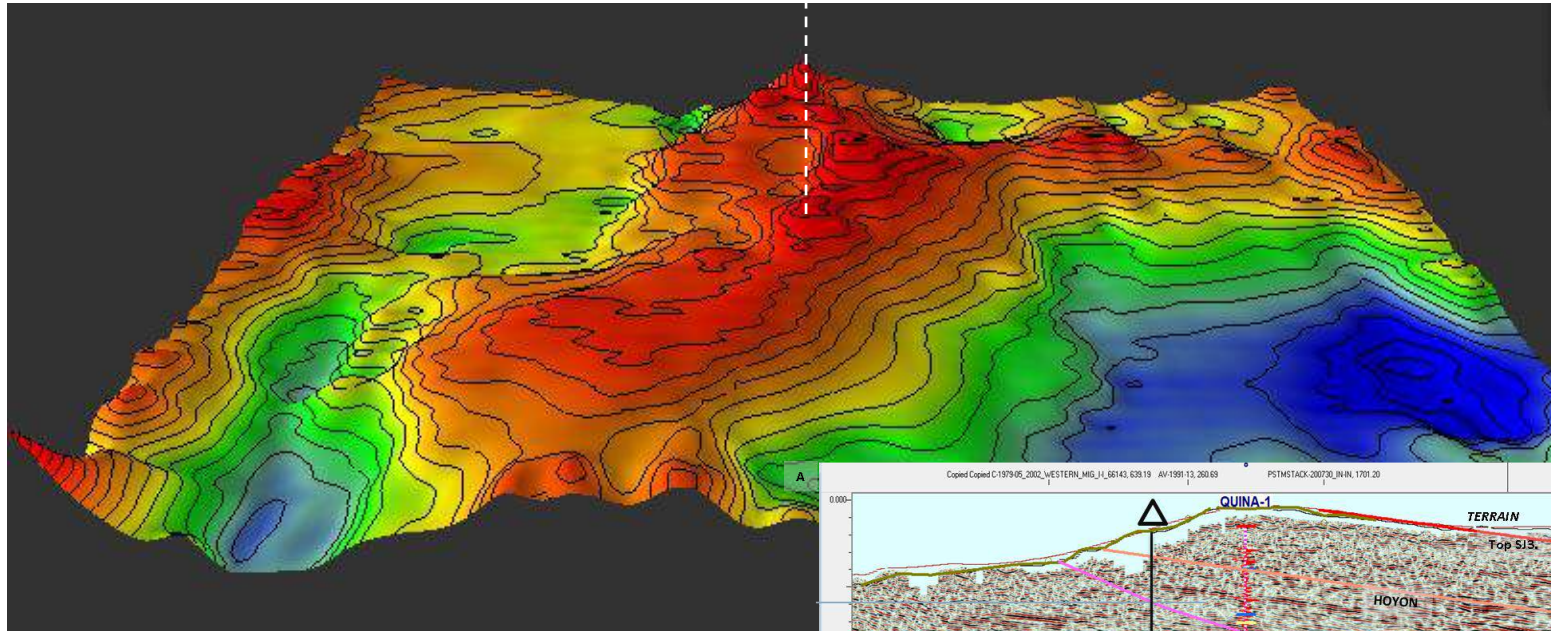 A
Copied Copied C-1979-05_2002_WESTERN_MIG_I-I_66143, 639.19 AV-1991-13, 260.69 PSTMSTACK-200730_IN-IN, 1701.20
0.000
QUINA-1
TERRAIN
Top SJ3.
HOYON